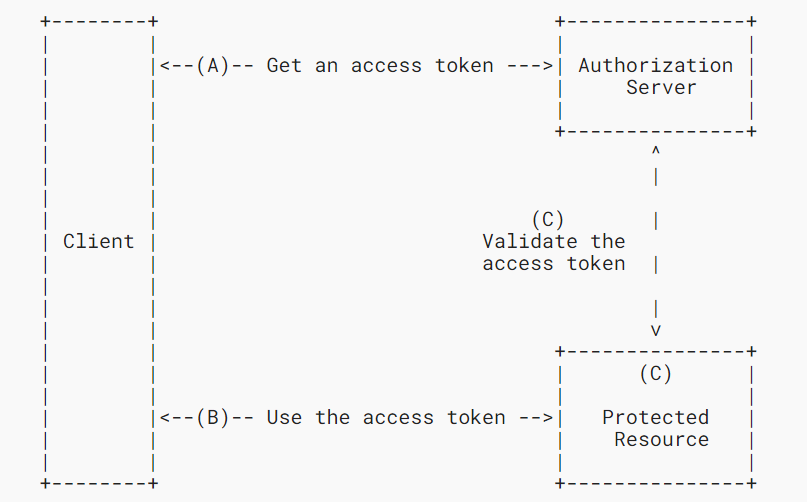 +--------+                                  +---------------+
|        |                                  |               |
|        |<--(A)-- Get an access token --->| Authorization |
|        |                                  |    Server     |
|        |                                  |               |
|        |                                  +---------------+
|        |                                          ^
|        |                                          |
|        |
|        |                                (C)       |
| Client |                            Validate the
|        |                            access token  |
|        |
|        |                                          |
|        |                                          v
|        |                                  +---------------+
|        |                                  |      (C)      |
|        |                                  |               |
|        |<--(B)-- Use the access token -->|   Protected   |
|        |                                  |    Resource   |
|        |                                  |               |
+--------+                                  +---------------+